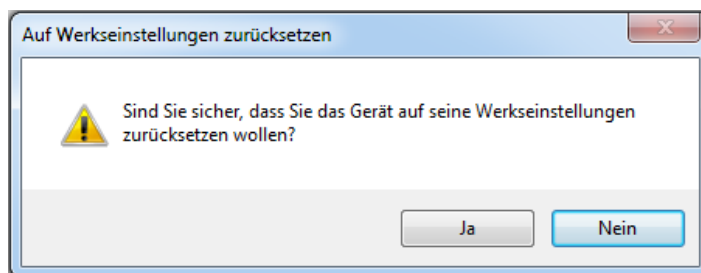 Auf Werkseinstellungen zurücksetzen
Sind Sie sicher, dass Sie das Gerät auf seine Werkseinstellungen
zurücksetzen wollen?
Ja
Nein